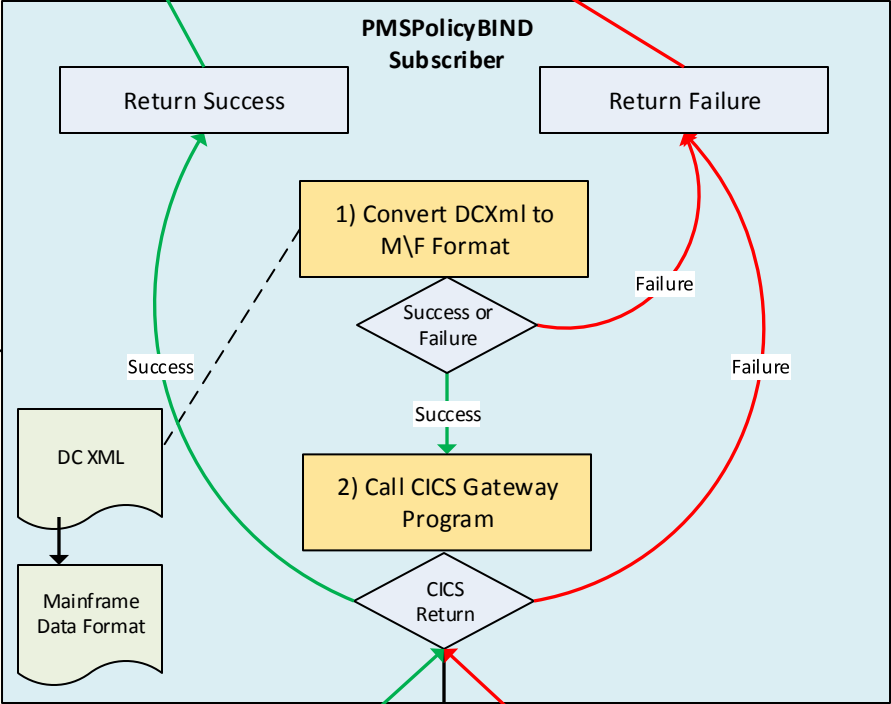 PMSPolicyBIND
Subscriber
Return Success
Return Failure
1) Convert DCXml to
M\F Format
Success or
Failure
Failure
Success
Failure
Success
DC XML
2) Call CICS Gateway
Program
CICS
Return
Mainframe
Data Format